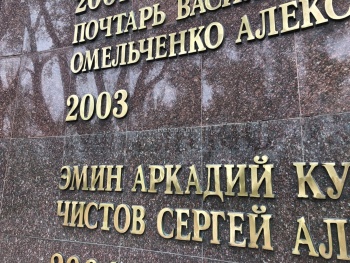 ПОЧТАРЬ
ОМЕЛЬЧЕНКО
2003
ЭМИН АРКАДИЙ
ЧИСТОВ СЕРГЕЙ